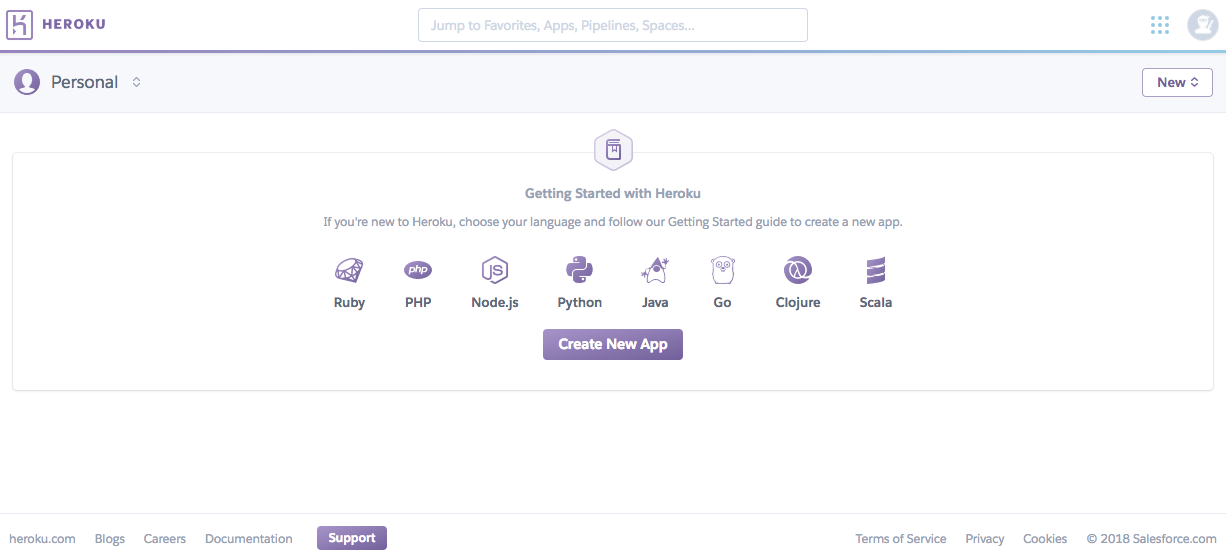 HEROKU
Jump to Favorites, Apps, Pipelines, Spaces...
Personal
New
Getting Started with Heroku
If you're new to Heroku, choose your language and follow our Getting Started guide to create a new app.
php JS
Ruby PHP Node.js Python Java Go Clojure Scala
Create New App
heroku.com Blogs Careers Documentation Support Terms of Service Privacy Cookies © 2018 Salesforce.com